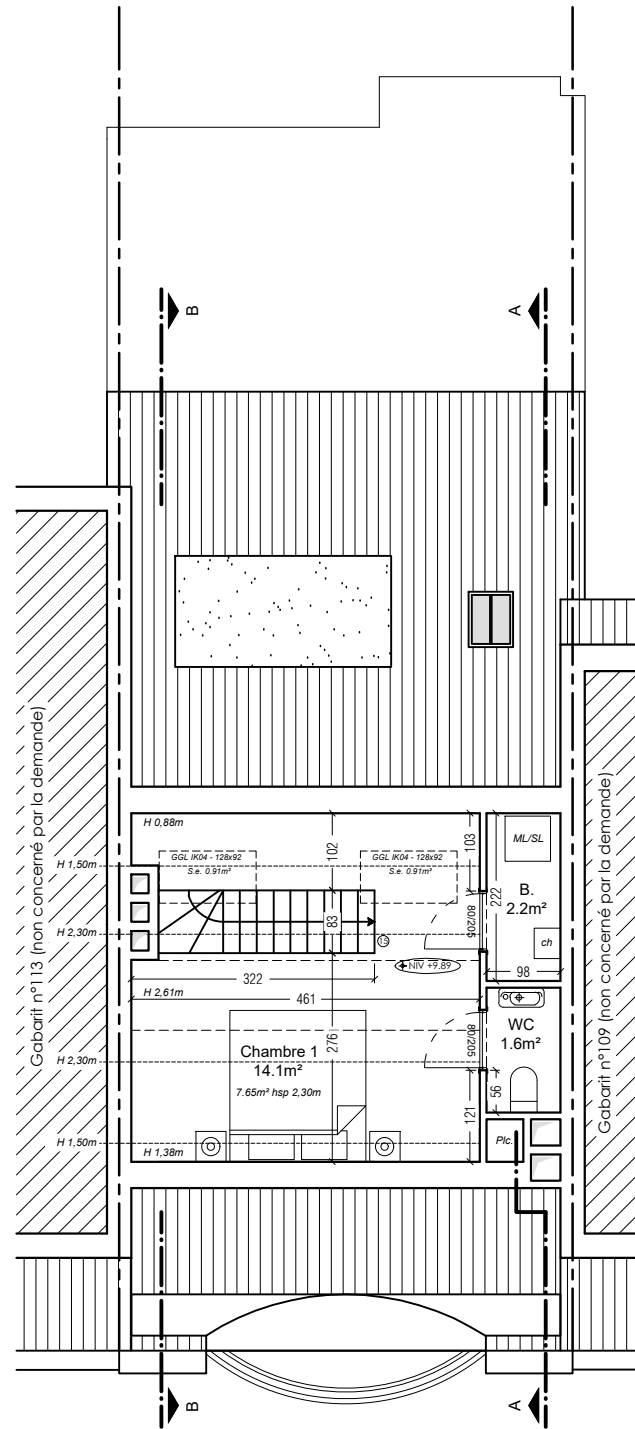 B
A
Gabarit n°113 (non concerné par la demande)
Gabarit n°109 (non concerné par la demande)
H 0,88m
102
103
ML/SL
GGL IK04 - 128x92
S.e. 0.91m²
GGL IK04 - 128x92
S.e. 0.91m²
H 1,50m
B.
2.2m²
222
80/205
83
H 2,30m
15
ch
NIV +9.89
98
322
H 2,61m
461
WC
1.6m²
80/205
276
Chambre 1
14.1m²
H 2,30m
7.65m² hsp 2,30m
56
121
H 1,50m
H 1,38m
Plc.
B
A